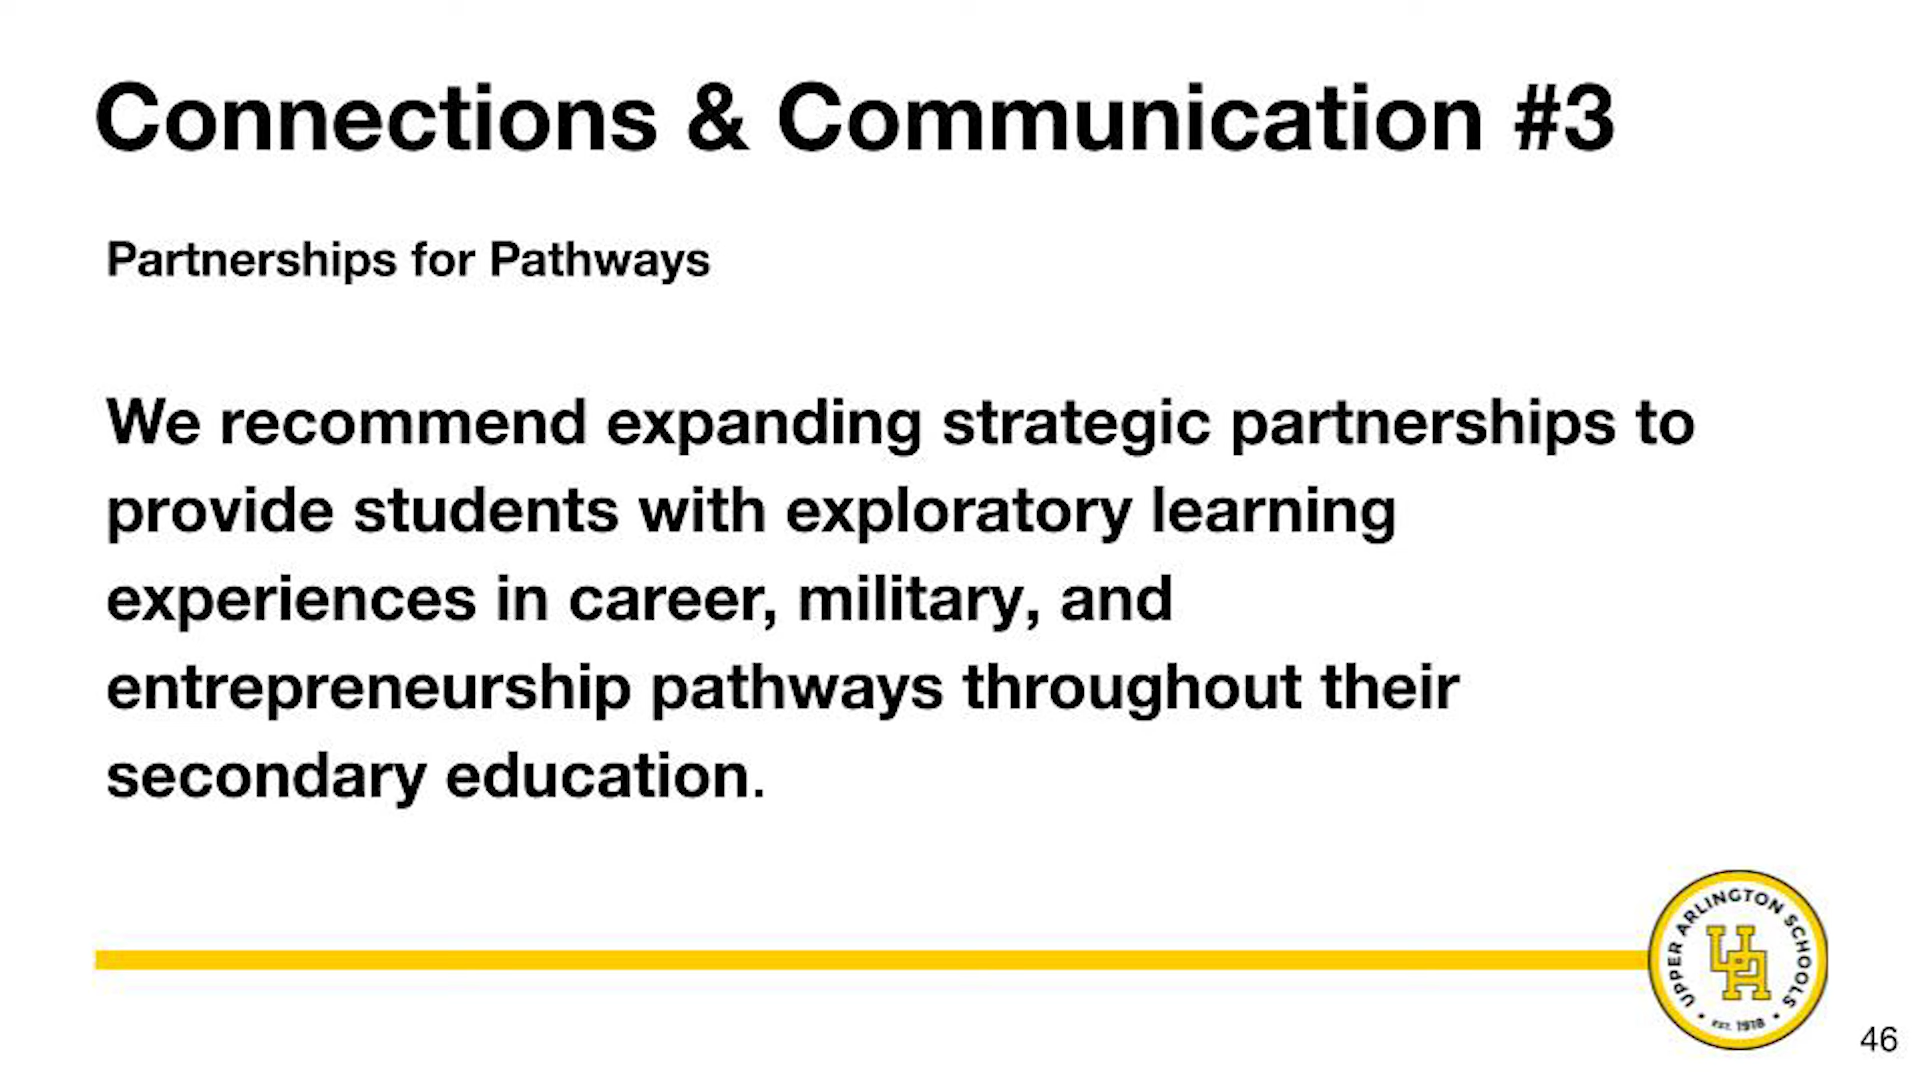 Connections & Communication #3
Partnerships for Pathways
We recommend expanding strategic partnerships to
provide students with exploratory learning
experiences in career, military, and
entrepreneurship pathways throughout their
secondary education.
UPPER ARLINGTON SCHOOLS
UA
• EST. 1918 •
46